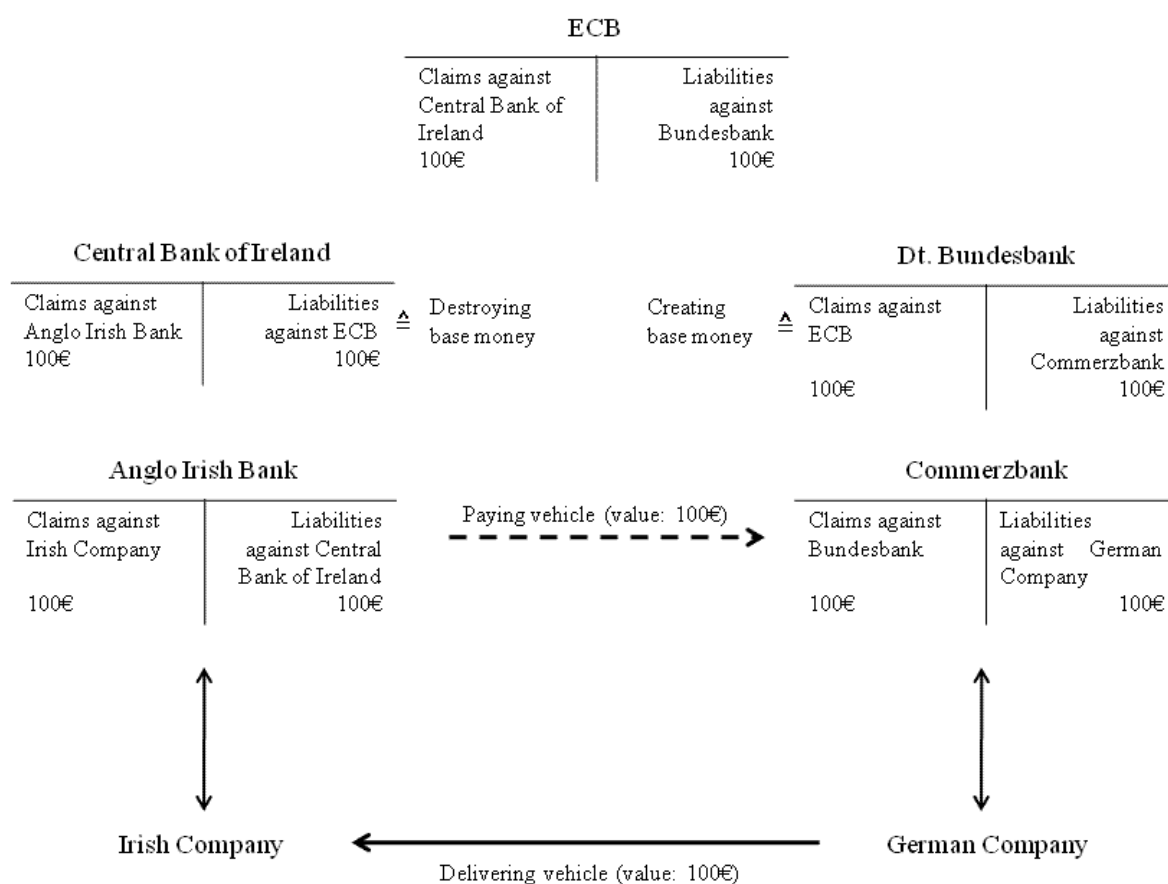 ECB
Claims against
Central Bank of
Ireland
100€
Liabilities
against
Bundesbank
100€
Central Bank of Ireland
Claims against
Anglo Irish Bank
100€
Liabilities
against ECB
100€
≙
Destroying
base money
Creating
base money
≙
Dt. Bundesbank
Claims against
ECB
100€
Liabilities
against
Commerzbank
100€
Anglo Irish Bank
Claims against
Irish Company
100€
Liabilities
against Central
Bank of Ireland
100€
Paying vehicle (value: 100€)
Commerzbank
Claims against
Bundesbank
100€
Liabilities
against German
Company
100€
Irish Company
German Company
Delivering vehicle (value: 100€)